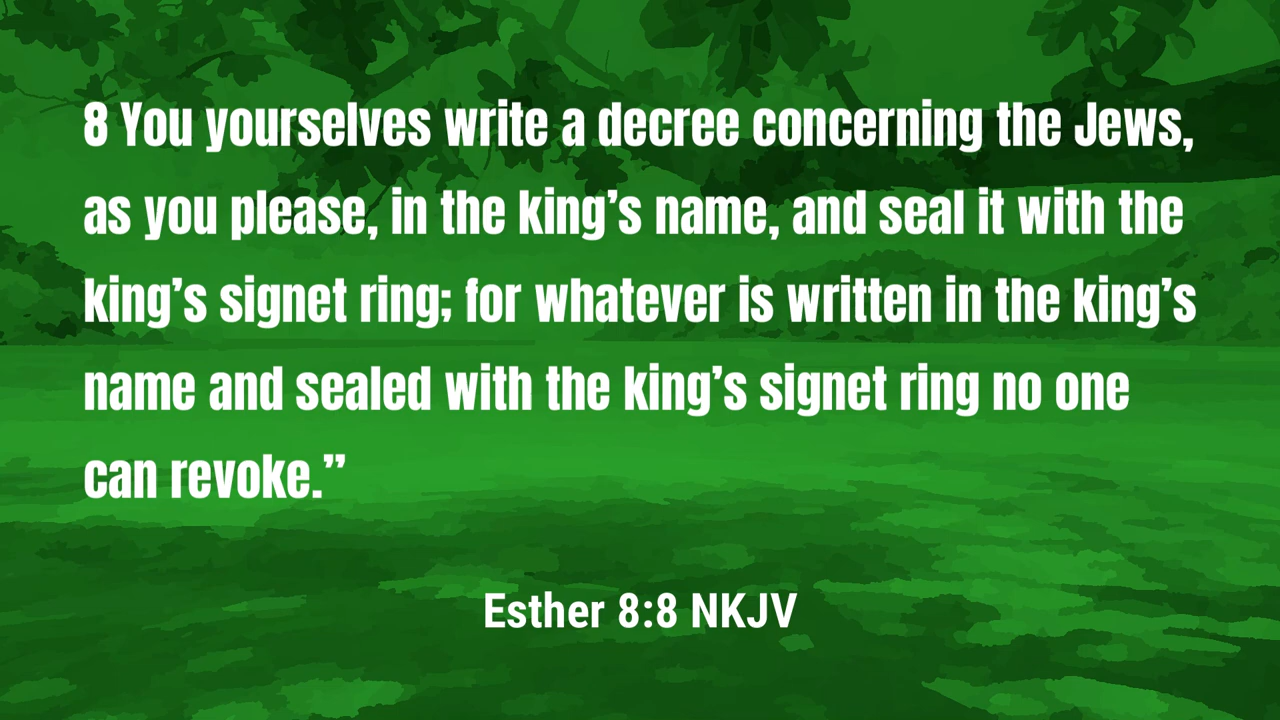 8 You yourselves write a decree concerning the Jews,
as you please, in the king’s name, and seal it with the
king’s signet ring; for whatever is written in the king’s
name and sealed with the king’s signet ring no one
can revoke.”
Esther 8:8 NKJV